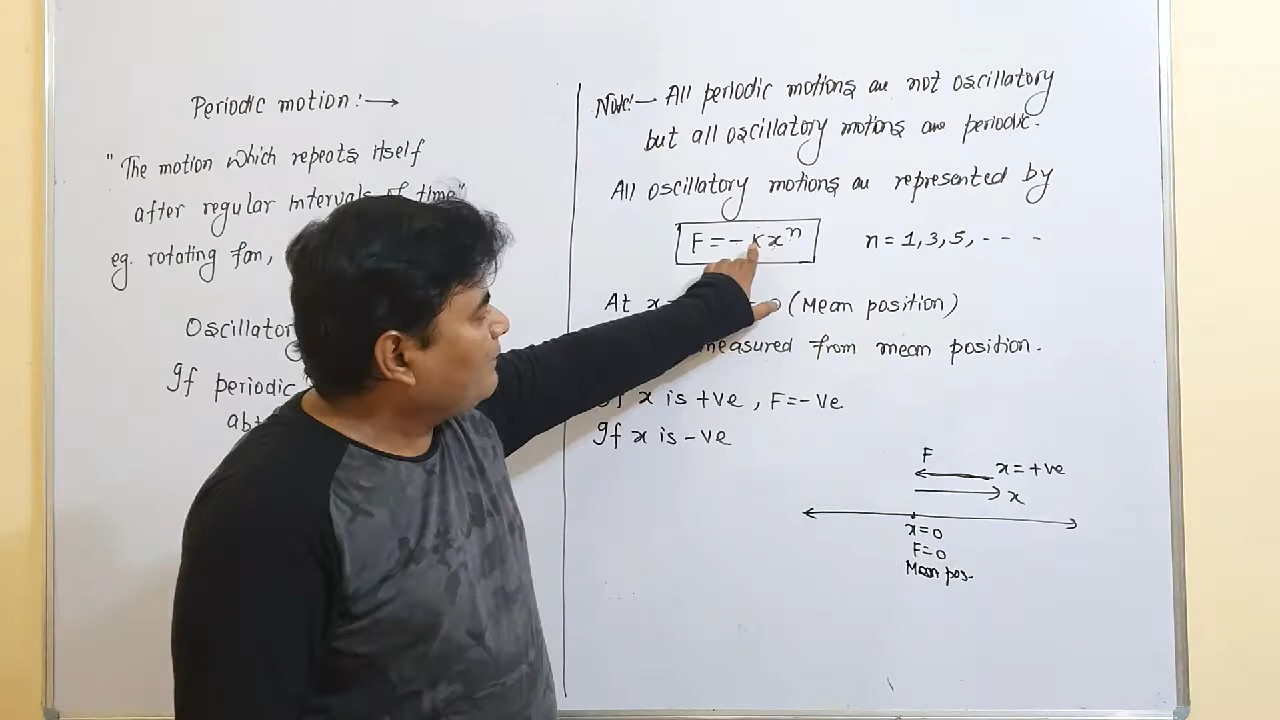 Periodic motion:→
"The motion which repeats itself
after regular intervals of time"
eg. rotating fan,
Oscillator
If periodic
Note:- All periodic motions are not oscillatory
but all oscillatory motions are periodic.
All oscillatory motions are represented by
F=-kxⁿ n=1,3,5,- - -
At x (Mean position)
measured from mean position.
If x is +ve, F=-ve
If x is -ve
F
x=+ve
x
x=0
F=0
Mean pos.